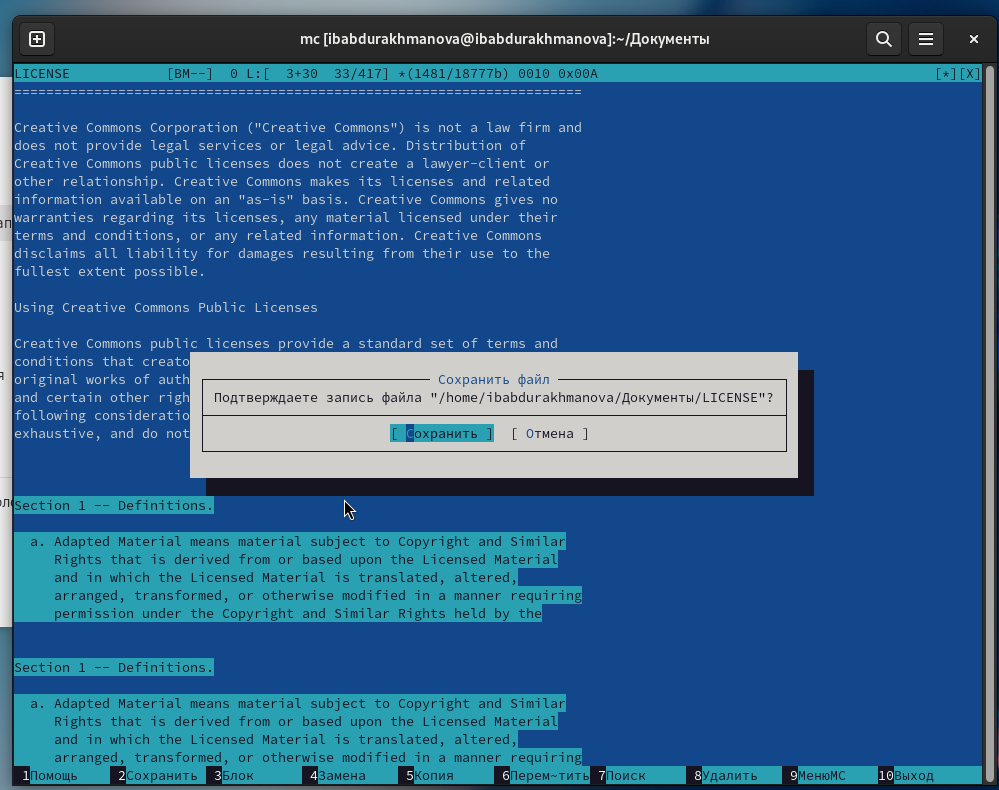 mc [ibabdurakhmanova@ibabdurakhmanova]:~/Документы
LICENSE [BM--] 0 L:[ 3+30 33/417] *(1481/18777b) 0010 0x00A [*][X]
=======================================================================
Creative Commons Corporation ("Creative Commons") is not a law firm and
does not provide legal services or legal advice. Distribution of
Creative Commons public licenses does not create a lawyer-client or
other relationship. Creative Commons makes its licenses and related
information available on an "as-is" basis. Creative Commons gives no
warranties regarding its licenses, any material licensed under their
terms and conditions, or any related information. Creative Commons
disclaims all liability for damages resulting from their use to the
fullest extent possible.
Using Creative Commons Public Licenses
Creative Commons public licenses provide a standard set of terms and
conditions that creato
original works of auth
and certain other righ
following consideratio
exhaustive, and do not
Сохранить файл
Подтверждаете запись файла "/home/ibabdurakhmanova/Документы/LICENSE"?
[ Сохранить ] [ Отмена ]
Section 1 -- Definitions.
a. Adapted Material means material subject to Copyright and Similar
Rights that is derived from or based upon the Licensed Material
and in which the Licensed Material is translated, altered,
arranged, transformed, or otherwise modified in a manner requiring
permission under the Copyright and Similar Rights held by the
Section 1 -- Definitions.
a. Adapted Material means material subject to Copyright and Similar
Rights that is derived from or based upon the Licensed Material
and in which the Licensed Material is translated, altered,
arranged, transformed, or otherwise modified in a manner requiring
1Помощь 2Сохранить 3Блок 4Замена 5Копия 6Перем~тить 7Поиск 8Удалить 9МенюMC 10Выход